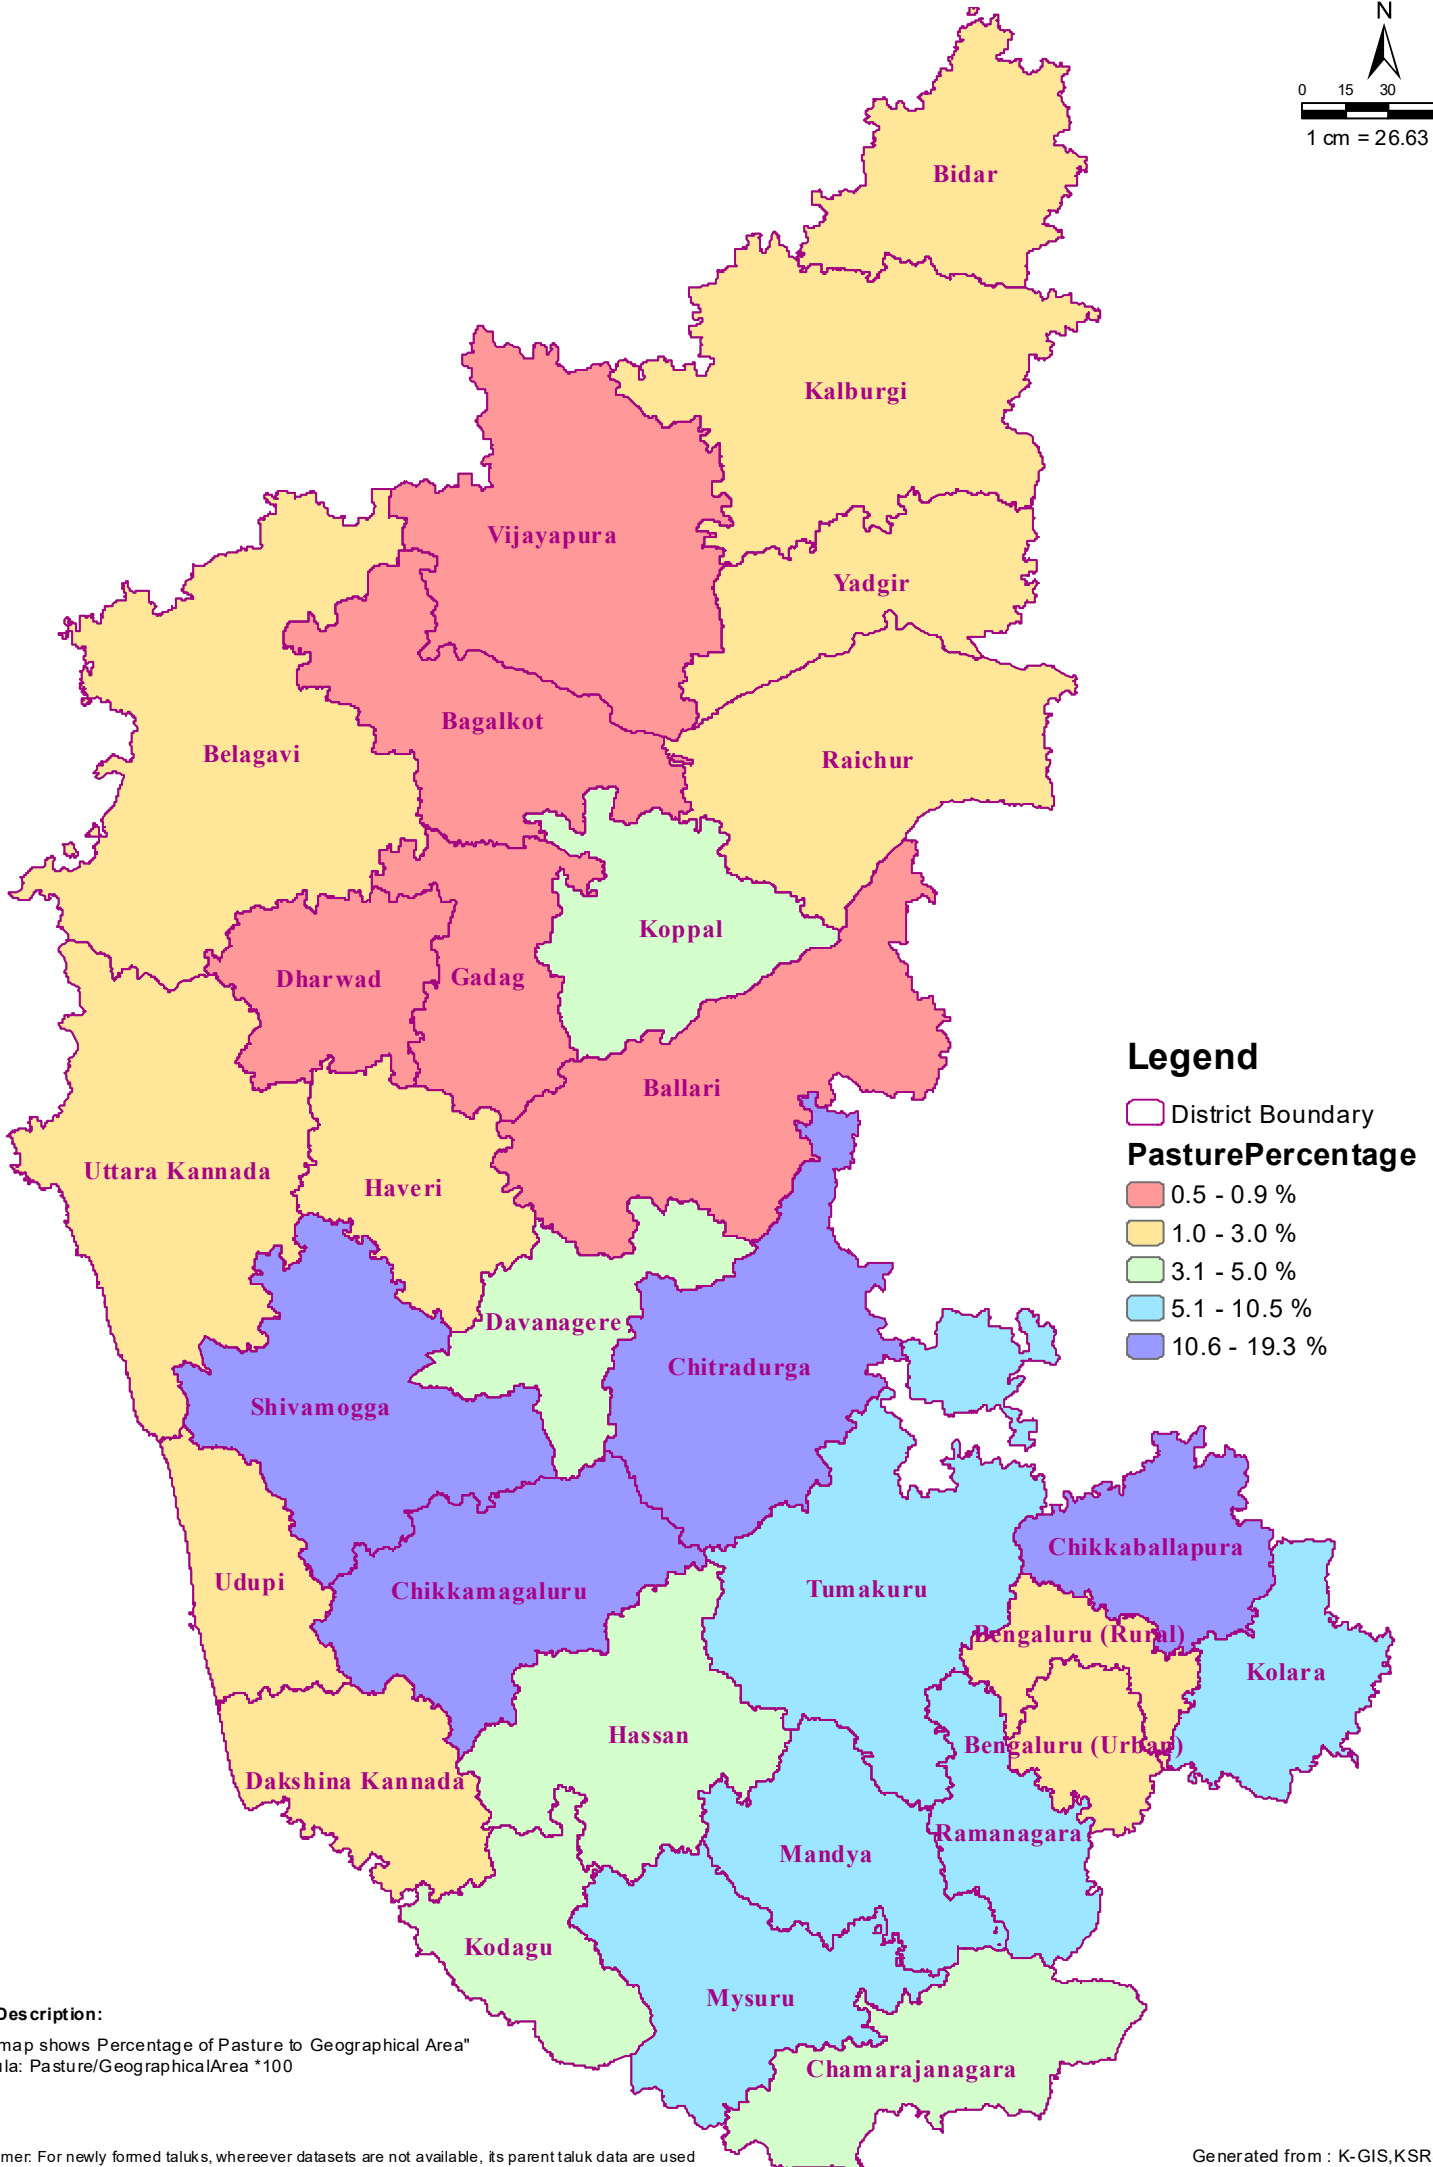 N
0 15 30
1 cm = 26.63
Bidar
Kalburgi
Vijayapura
Yadgir
Bagalkot
Belagavi
Raichur
Koppal
Dharwad
Gadag
Ballari
Uttara Kannada
Haveri
Davanagere
Chitradurga
Shivamogga
Chikkaballapura
Udupi
Chikkamagaluru
Tumakuru
Bengaluru (Rural)
Kolara
Hassan
Bengaluru (Urban)
Dakshina Kannada
Ramanagara
Mandya
Kodagu
Mysuru
Chamarajanagara
Legend
District Boundary
PasturePercentage
0.5 - 0.9 %
1.0 - 3.0 %
3.1 - 5.0 %
5.1 - 10.5 %
10.6 - 19.3 %
Description:
map shows Percentage of Pasture to Geographical Area"
ula: Pasture/GeographicalArea *100
mer: For newly formed taluks, whereever datasets are not available, its parent taluk data are used
Generated from : K-GIS,KSR